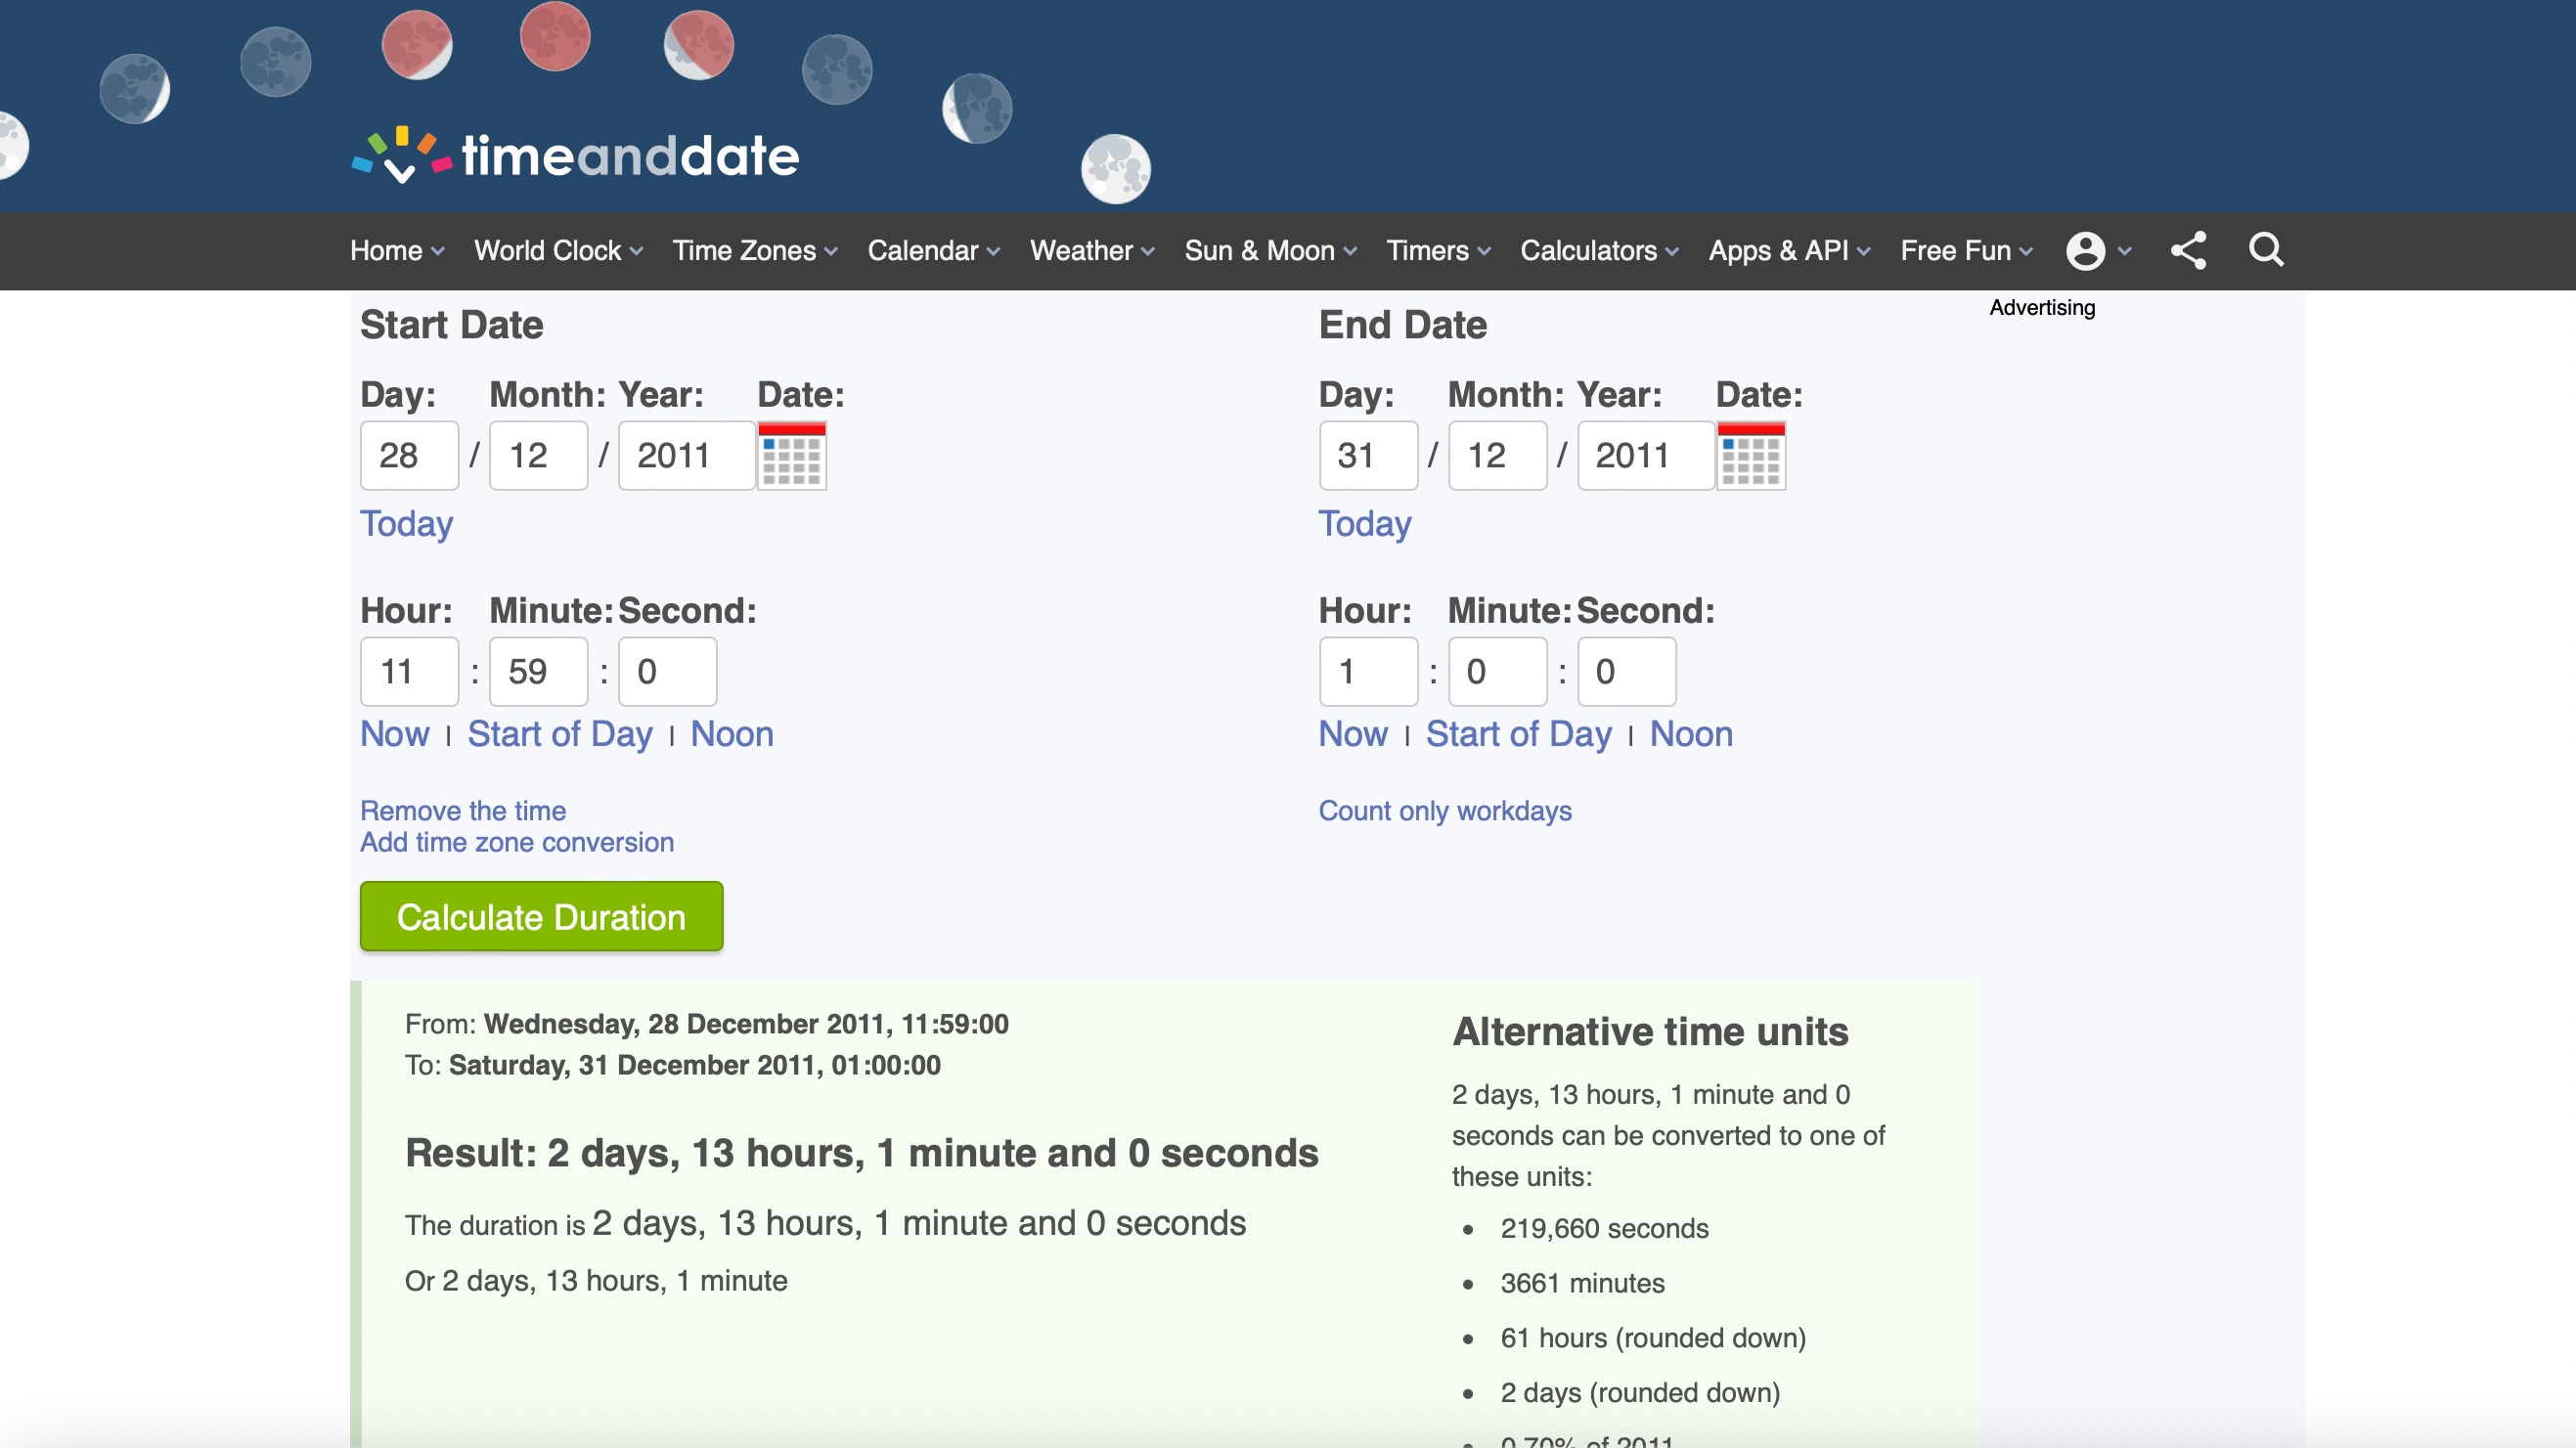 timeanddate
Home World Clock Time Zones Calendar Weather Sun & Moon Timers Calculators Apps & API Free Fun
Advertising
Start Date
Day: Month: Year: Date:
28 / 12 / 2011
Today
Hour: Minute: Second:
11 : 59 : 0
Now | Start of Day | Noon
Remove the time
Add time zone conversion
End Date
Day: Month: Year: Date:
31 / 12 / 2011
Today
Hour: Minute: Second:
1 : 0 : 0
Now | Start of Day | Noon
Count only workdays
Calculate Duration
From: Wednesday, 28 December 2011, 11:59:00
To: Saturday, 31 December 2011, 01:00:00
Result: 2 days, 13 hours, 1 minute and 0 seconds
The duration is 2 days, 13 hours, 1 minute and 0 seconds
Or 2 days, 13 hours, 1 minute
Alternative time units
2 days, 13 hours, 1 minute and 0
seconds can be converted to one of
these units:
• 219,660 seconds
• 3661 minutes
• 61 hours (rounded down)
• 2 days (rounded down)
• 0.70% of 2011